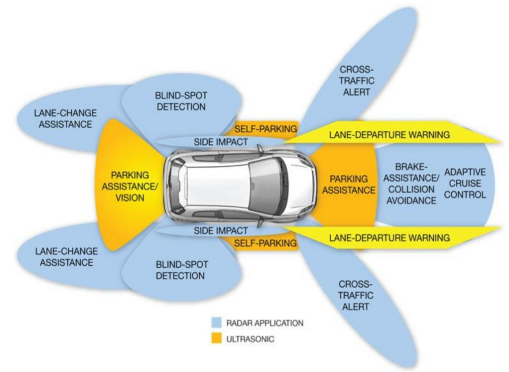 CROSS-
TRAFFIC
ALERT
BLIND-SPOT
DETECTION
LANE-CHANGE
ASSISTANCE
SELF-PARKING
LANE-DEPARTURE WARNING
SIDE IMPACT
PARKING
ASSISTANCE/
VISION
PARKING
ASSISTANCE
BRAKE-
ASSISTANCE/
COLLISION
AVOIDANCE
ADAPTIVE
CRUISE
CONTROL
SIDE IMPACT
LANE-DEPARTURE WARNING
SELF-PARKING
LANE-CHANGE
ASSISTANCE
BLIND-SPOT
DETECTION
CROSS-
TRAFFIC
ALERT
RADAR APPLICATION
ULTRASONIC